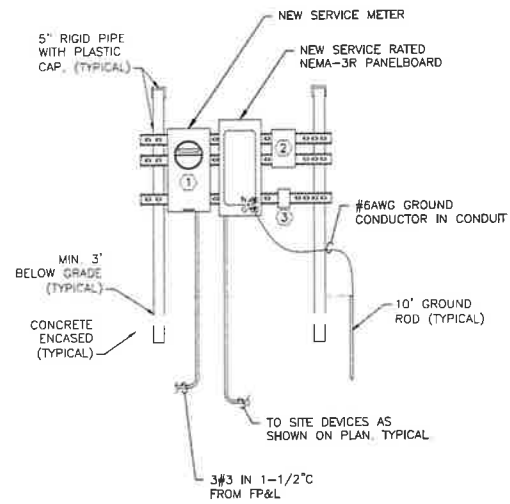 NEW SERVICE METER
5" RIGID PIPE
WITH PLASTIC
CAP. (TYPICAL)
NEW SERVICE RATED
NEMA-3R PANELBOARD
1
2
3
#6AWG GROUND
CONDUCTOR IN CONDUIT
MIN. 3'
BELOW GRADE
(TYPICAL)
10' GROUND
ROD (TYPICAL)
CONCRETE
ENCASED
(TYPICAL)
TO SITE DEVICES AS
SHOWN ON PLAN, TYPICAL
3#3 IN 1-1/2"C
FROM FP&L